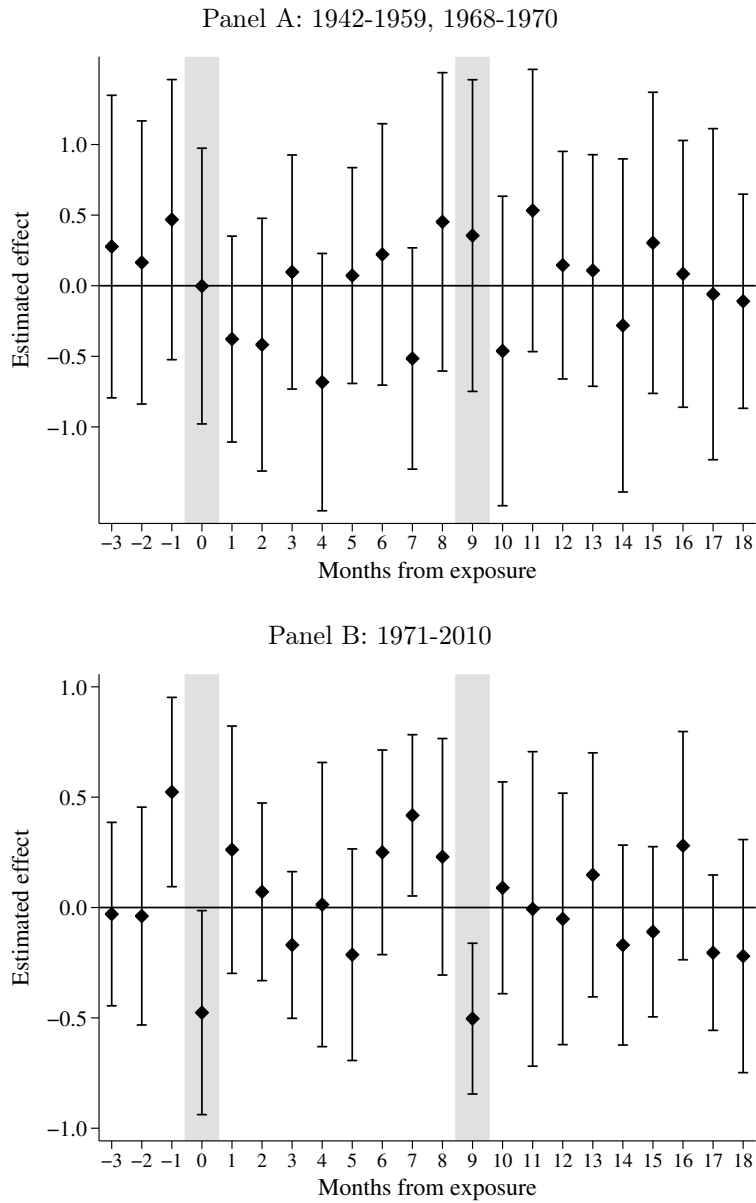 Panel A: 1942-1959, 1968-1970
Estimated effect
1.0
0.5
0.0
−0.5
−1.0
−3 −2 −1 0 1 2 3 4 5 6 7 8 9 10 11 12 13 14 15 16 17 18
Months from exposure
Panel B: 1971-2010
Estimated effect
1.0
0.5
0.0
−0.5
−1.0
−3 −2 −1 0 1 2 3 4 5 6 7 8 9 10 11 12 13 14 15 16 17 18
Months from exposure